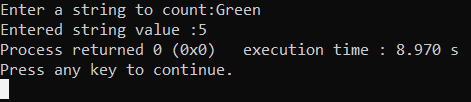 Enter a string to count:Green
Entered string value :5
Process returned 0 (0x0)   execution time : 8.970 s
Press any key to continue.